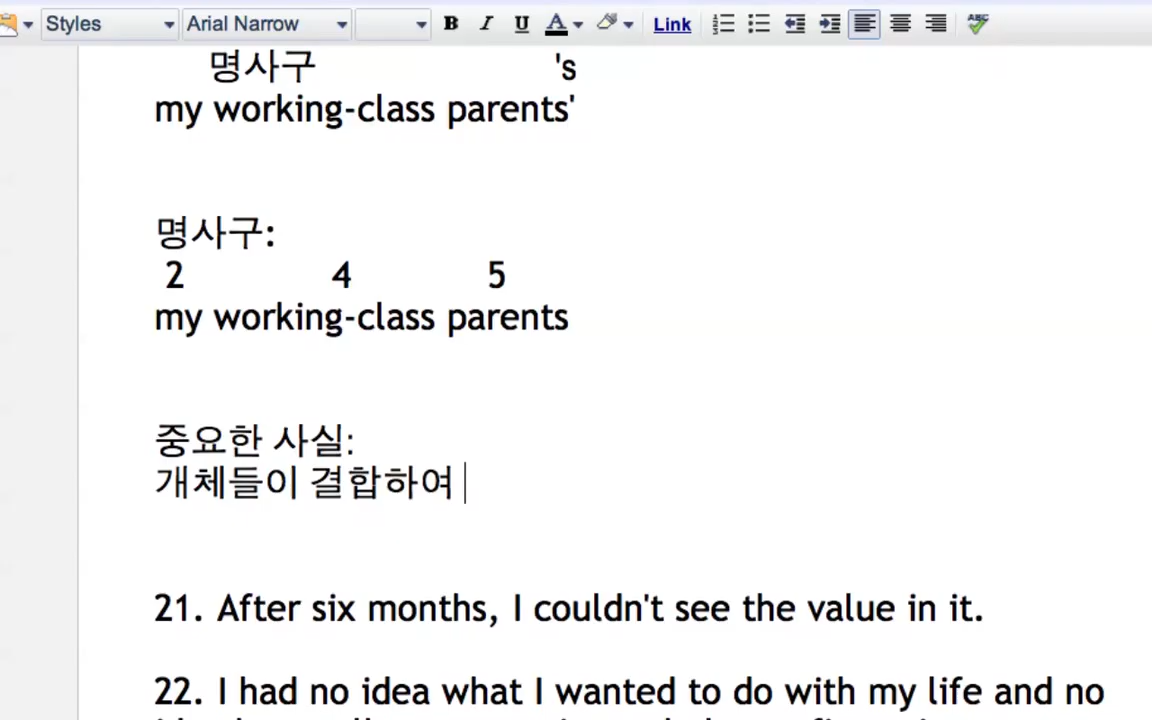 Styles Arial Narrow B I U A Link ABC
명사구 's
my working-class parents'
명사구:
2 4 5
my working-class parents
중요한 사실:
개체들이 결합하여
21. After six months, I couldn't see the value in it.
22. I had no idea what I wanted to do with my life and no